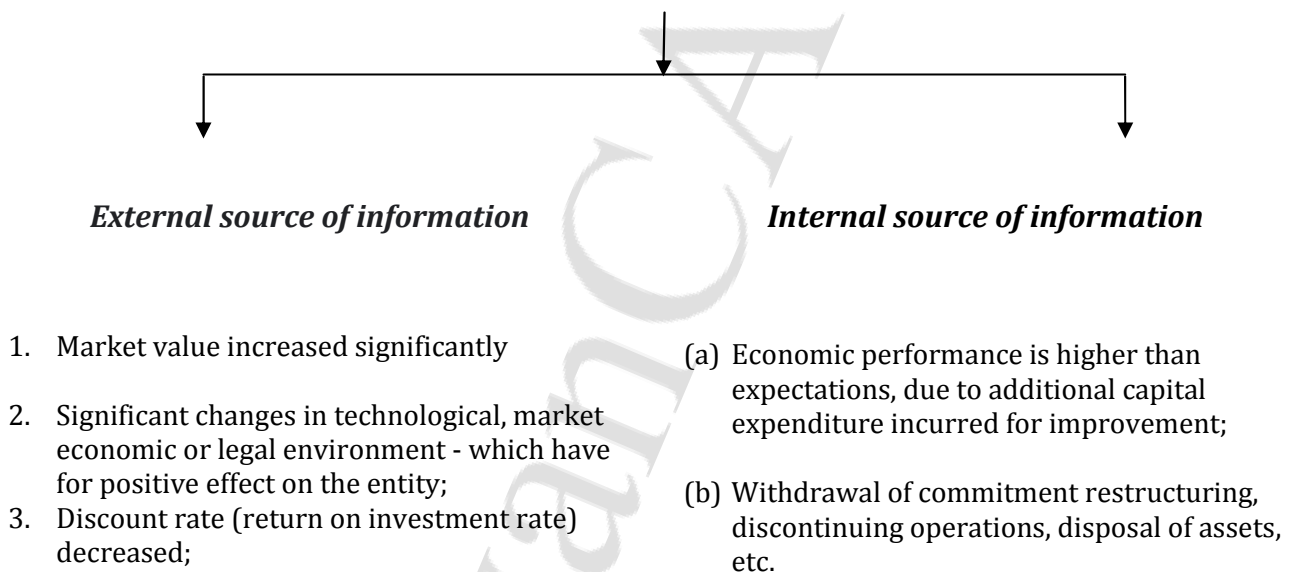 External source of information
Internal source of information
1. Market value increased significantly
2. Significant changes in technological, market
economic or legal environment - which have
for positive effect on the entity;
3. Discount rate (return on investment rate)
decreased;
(a) Economic performance is higher than
expectations, due to additional capital
expenditure incurred for improvement;
(b) Withdrawal of commitment restructuring,
discontinuing operations, disposal of assets,
etc.
anCA